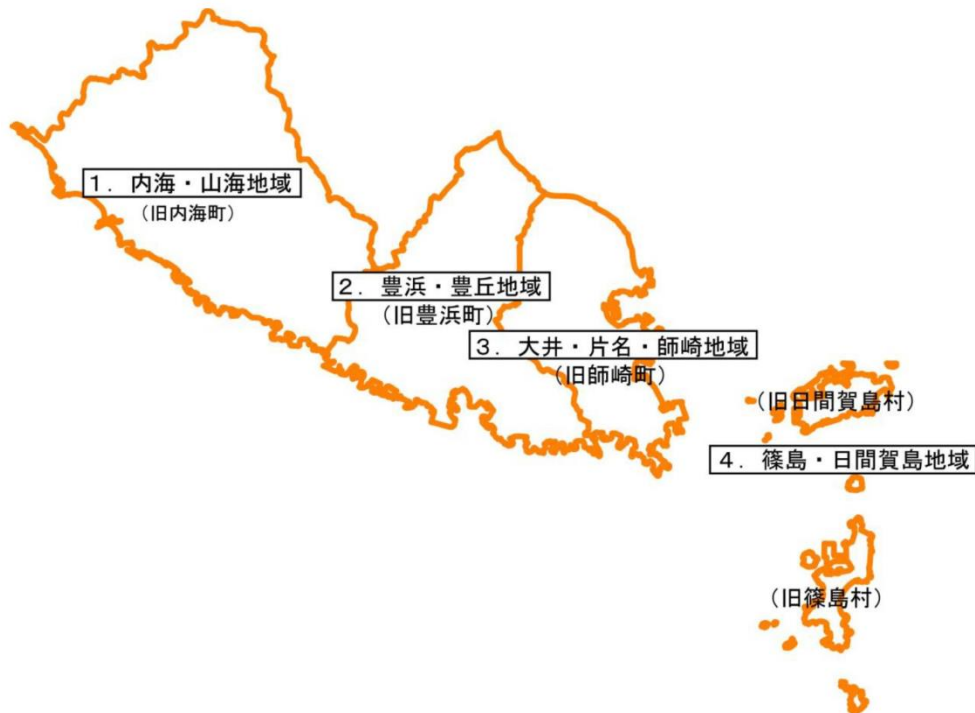 1．内海・山海地域
（旧内海町）
2．豊浜・豊丘地域
（旧豊浜町）
3．大井・片名・師崎地域
（旧師崎町）
（旧日間賀島村）
4．篠島・日間賀島地域
（旧篠島村）